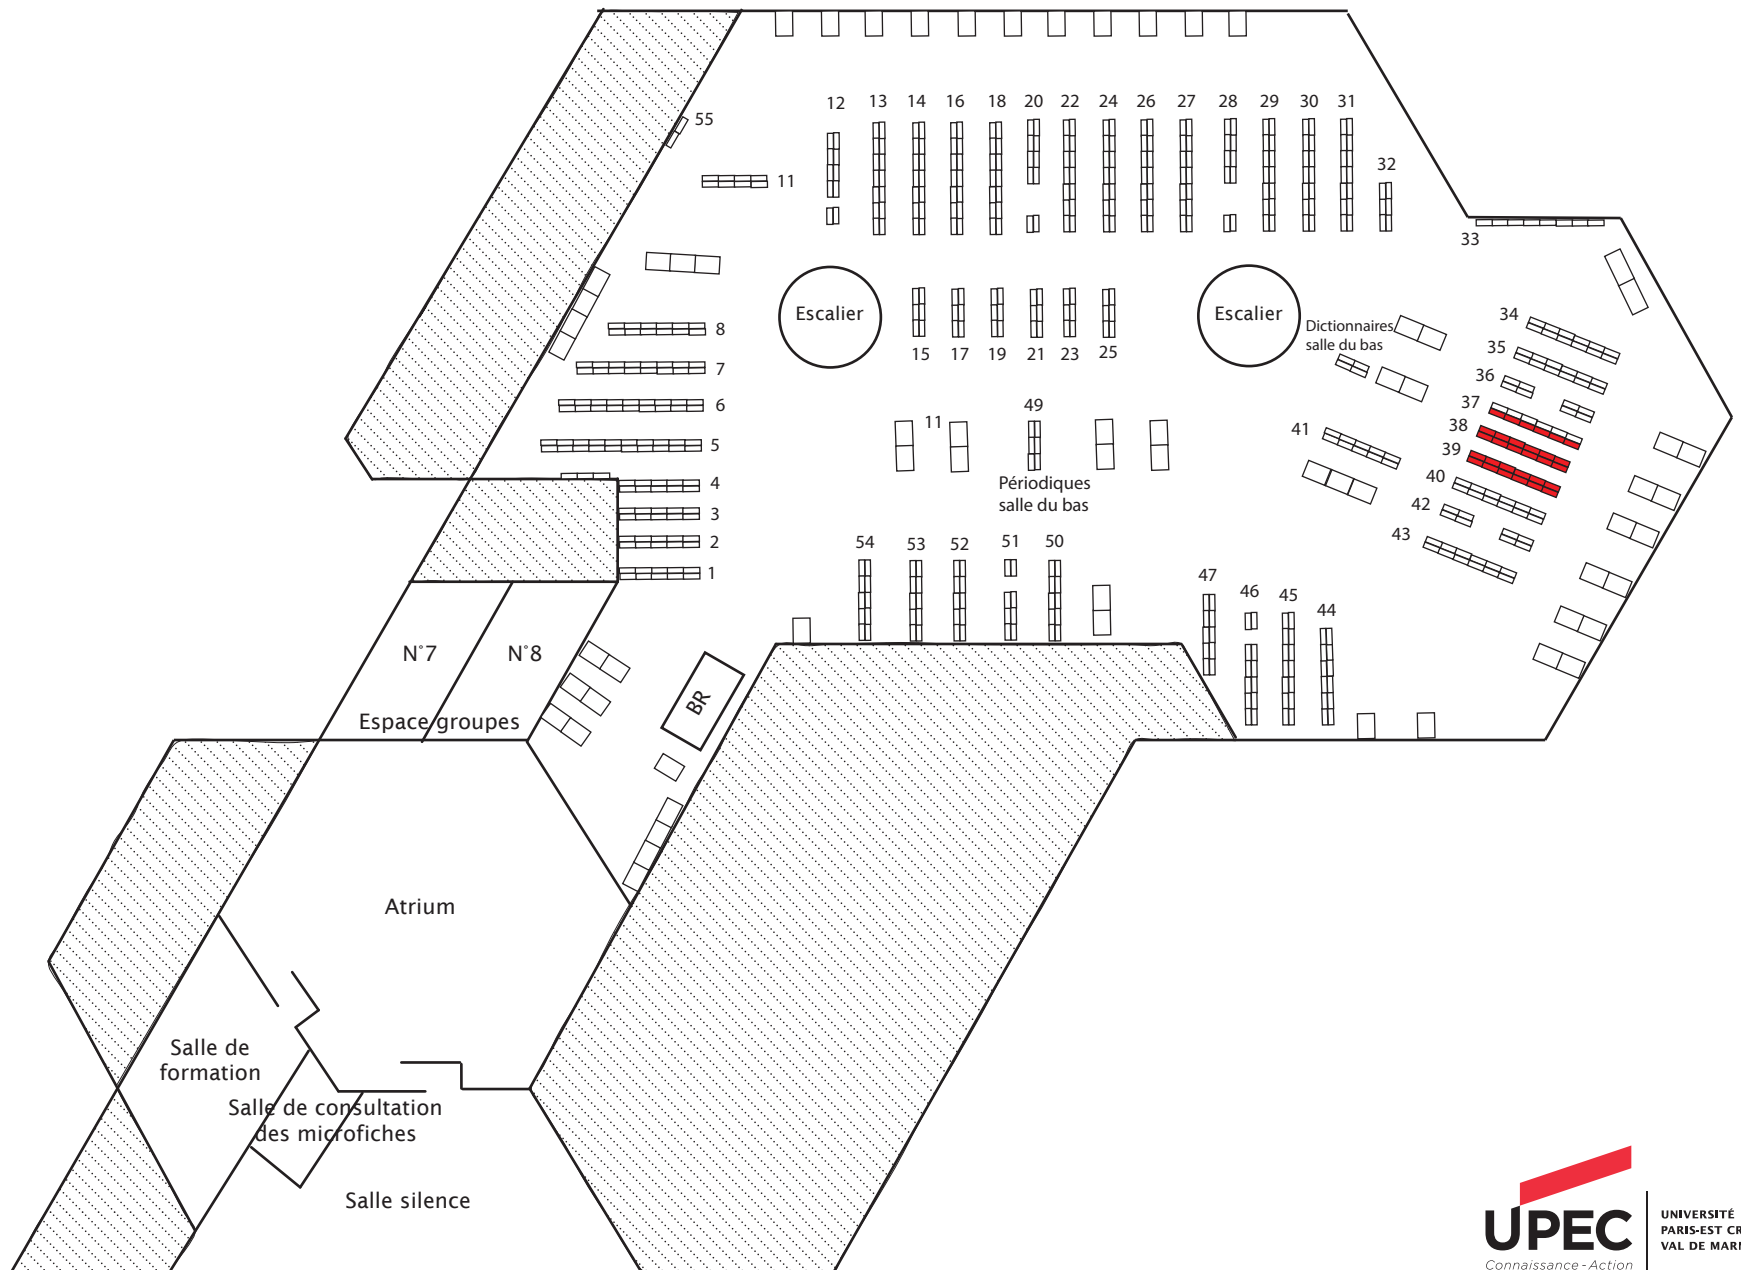 12 13 14 16 18 20 22 24 26 27 28 29 30 31
55
32
11
33
Escalier
Escalier
Dictionnaires
salle du bas
34
8
35
15 17 19 21 23 25
7
36
6
37
49
11
38
41
39
5
40
4
Périodiques
salle du bas
42
3
43
2
54 53 52 51 50
1
47
46 45
44
N°7
N°8
BR
Espace groupes
Atrium
Salle de
formation
Salle de consultation
des microfiches
Salle silence
UPEC
Connaissance - Action
UNIVERSITÉ
PARIS-EST
VAL DE